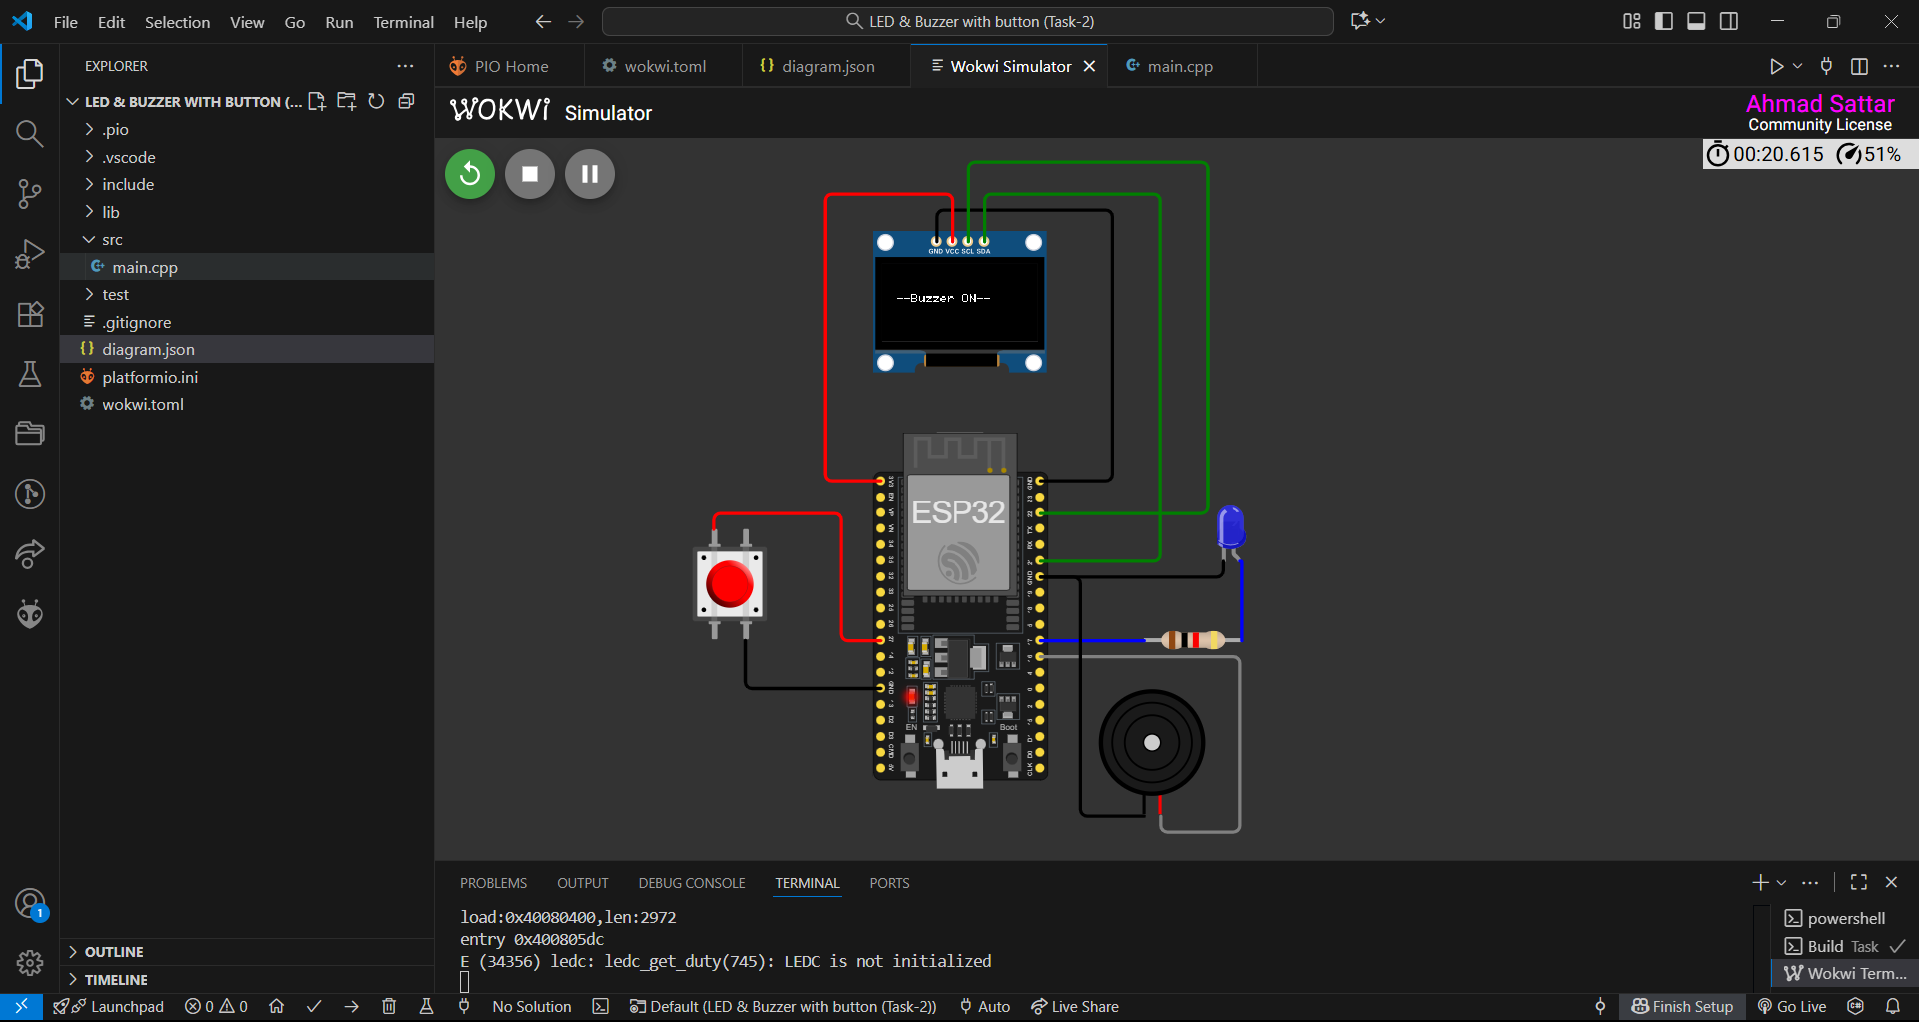 File Edit Selection View Go Run Terminal Help
LED & Buzzer with button (Task-2)
EXPLORER
LED & BUZZER WITH BUTTON (...
.pio
.vscode
include
lib
src
main.cpp
test
.gitignore
diagram.json
platformio.ini
wokwi.toml
OUTLINE
TIMELINE
PIO Home
wokwi.toml
diagram.json
Wokwi Simulator
main.cpp
WOKWi Simulator
Ahmad Sattar
Community License
00:20.615 51%
GND VCC SCL SDA
--Buzzer ON--
ESP32
EN
Boot
PROBLEMS OUTPUT DEBUG CONSOLE TERMINAL PORTS
load:0x40080400,len:2972
entry 0x400805dc
E (34356) ledc: ledc_get_duty(745): LEDC is not initialized
powershell
Build Task
Wokwi Term...
1
Launchpad 0 0 No Solution Default (LED & Buzzer with button (Task-2)) Auto Live Share Finish Setup Go Live